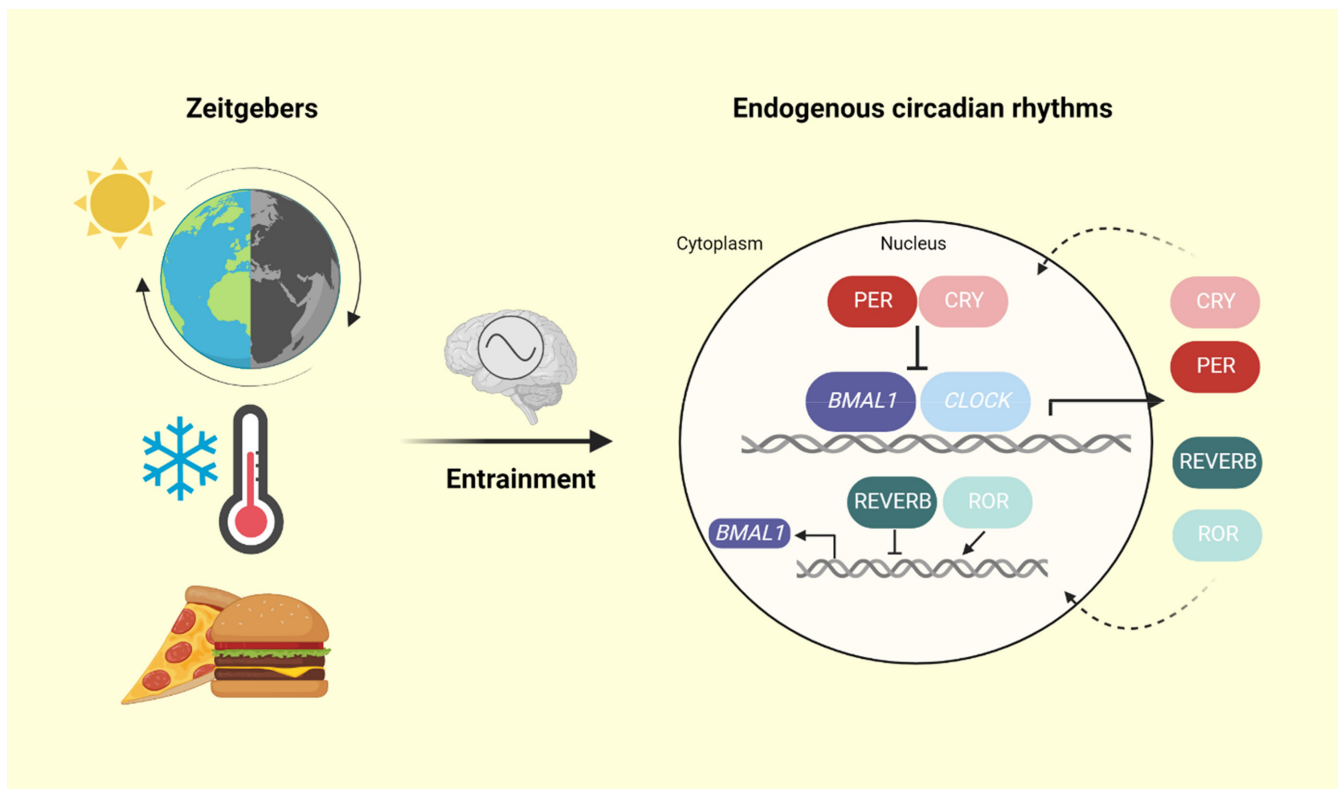 Zeitgebers
Endogenous circadian rhythms
Cytoplasm
Nucleus
PER
CRY
CRY
PER
BMAL1
CLOCK
Entrainment
REVERB
REVERB
ROR
BMAL1
ROR